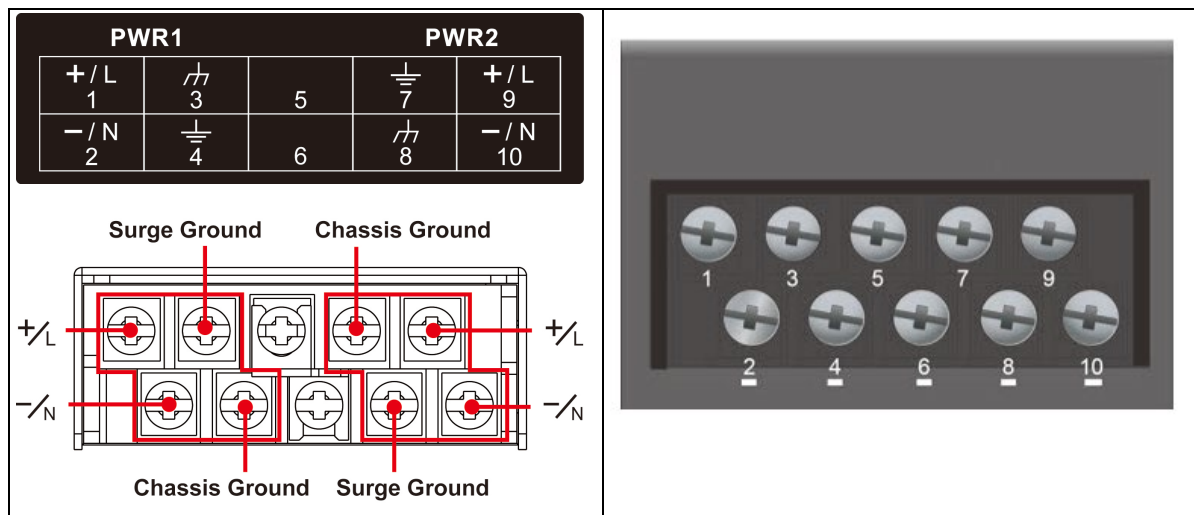 PWR1 PWR2
+/L +/L
1 3 5 7 9
−/N −/N
2 4 6 8 10
Surge Ground Chassis Ground
+/L +/L
−/N −/N
Chassis Ground Surge Ground
1 3 5 7 9
2 4 6 8 10